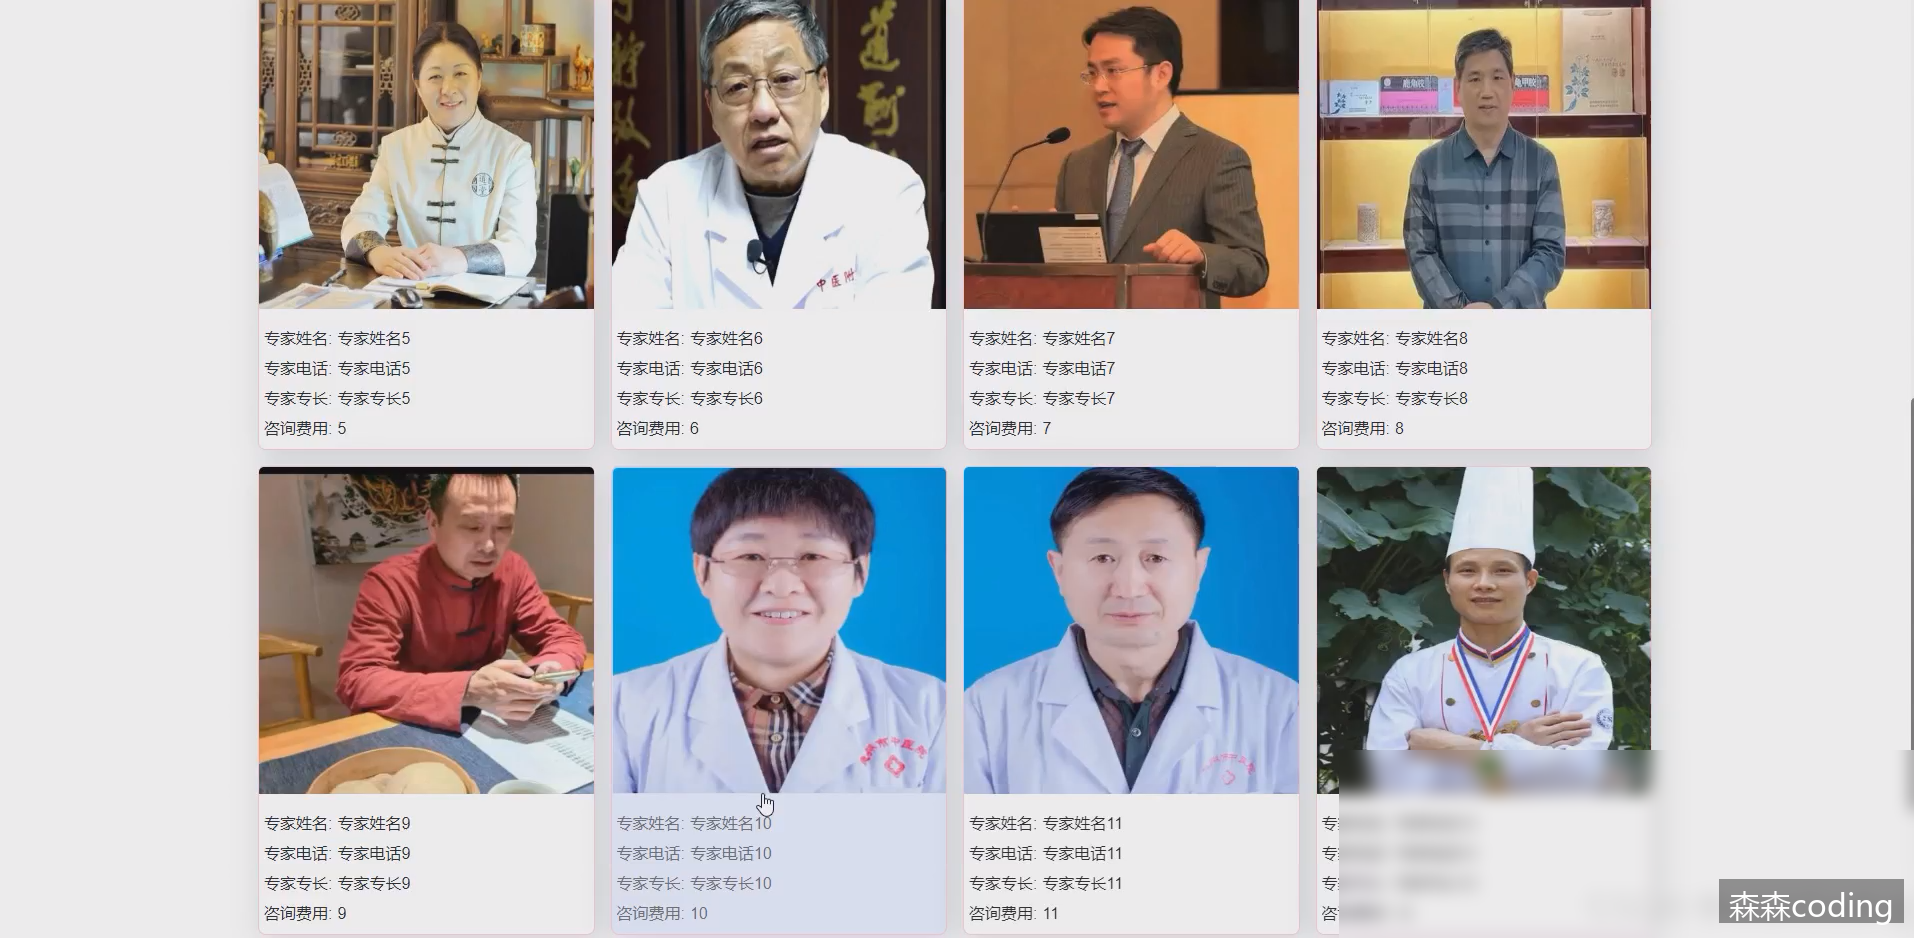 鹿角胶
龟甲胶
道
中医附
专家姓名: 专家姓名5
专家电话: 专家电话5
专家专长: 专家专长5
咨询费用: 5
专家姓名: 专家姓名6
专家电话: 专家电话6
专家专长: 专家专长6
咨询费用: 6
专家姓名: 专家姓名7
专家电话: 专家电话7
专家专长: 专家专长7
咨询费用: 7
专家姓名: 专家姓名8
专家电话: 专家电话8
专家专长: 专家专长8
咨询费用: 8
专家姓名: 专家姓名9
专家电话: 专家电话9
专家专长: 专家专长9
咨询费用: 9
专家姓名: 专家姓名10
专家电话: 专家电话10
专家专长: 专家专长10
咨询费用: 10
专家姓名: 专家姓名11
专家电话: 专家电话11
专家专长: 专家专长11
咨询费用: 11
专
专
专
咨
森森coding